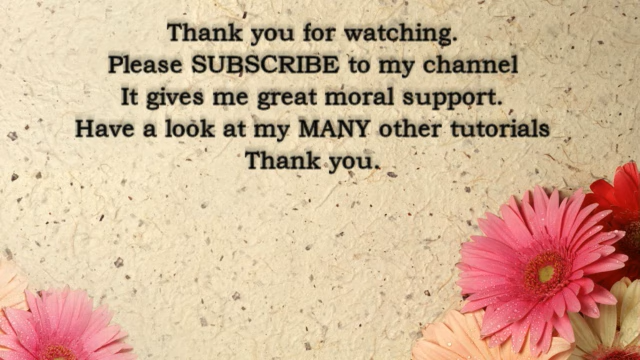 Thank you for watching.
Please SUBSCRIBE to my channel
It gives me great moral support.
Have a look at my MANY other tutorials
Thank you.